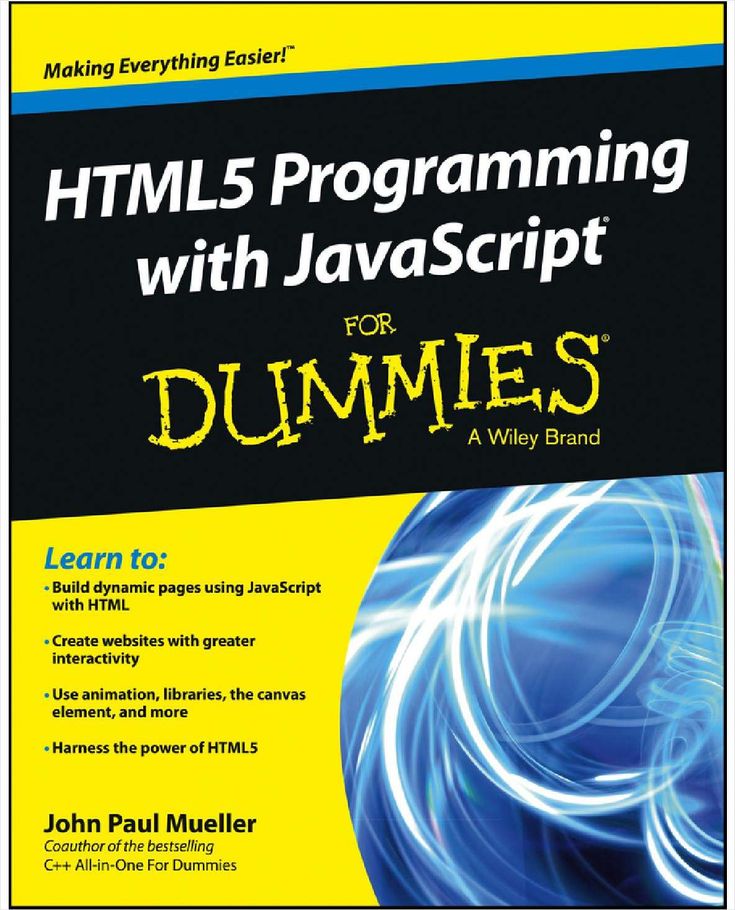 Making Everything Easier!™
HTML5 Programming
with JavaScript®
FOR
DUMMIES®
A Wiley Brand
Learn to:
• Build dynamic pages using JavaScript
with HTML
• Create websites with greater
interactivity
• Use animation, libraries, the canvas
element, and more
• Harness the power of HTML5
John Paul Mueller
Coauthor of the bestselling
C++ All-in-One For Dummies